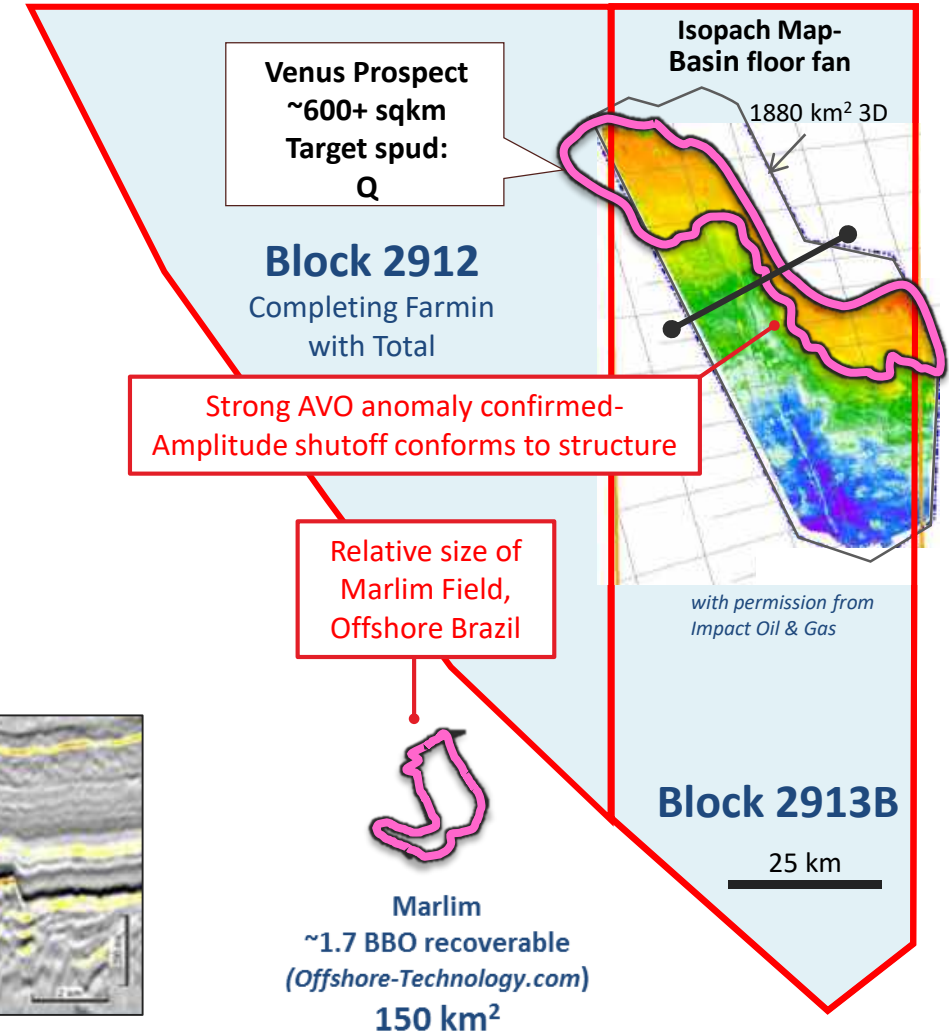 Isopach Map-
Basin floor fan
1880 km² 3D
Venus Prospect
~600+ sqkm
Target spud:
Q
Block 2912
Completing Farmin
with Total
Strong AVO anomaly confirmed-
Amplitude shutoff conforms to structure
Relative size of
Marlim Field,
Offshore Brazil
with permission from
Impact Oil & Gas
Block 2913B
25 km
Marlim
~1.7 BBO recoverable
(Offshore-Technology.com)
150 km²